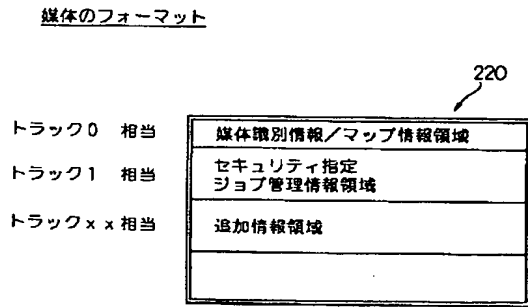 媒体のフォーマット
220
トラック0 相当 媒体識別情報/マップ情報領域
トラック1 相当 セキュリティ指定
ジョブ管理情報領域
トラックxx相当 追加情報領域